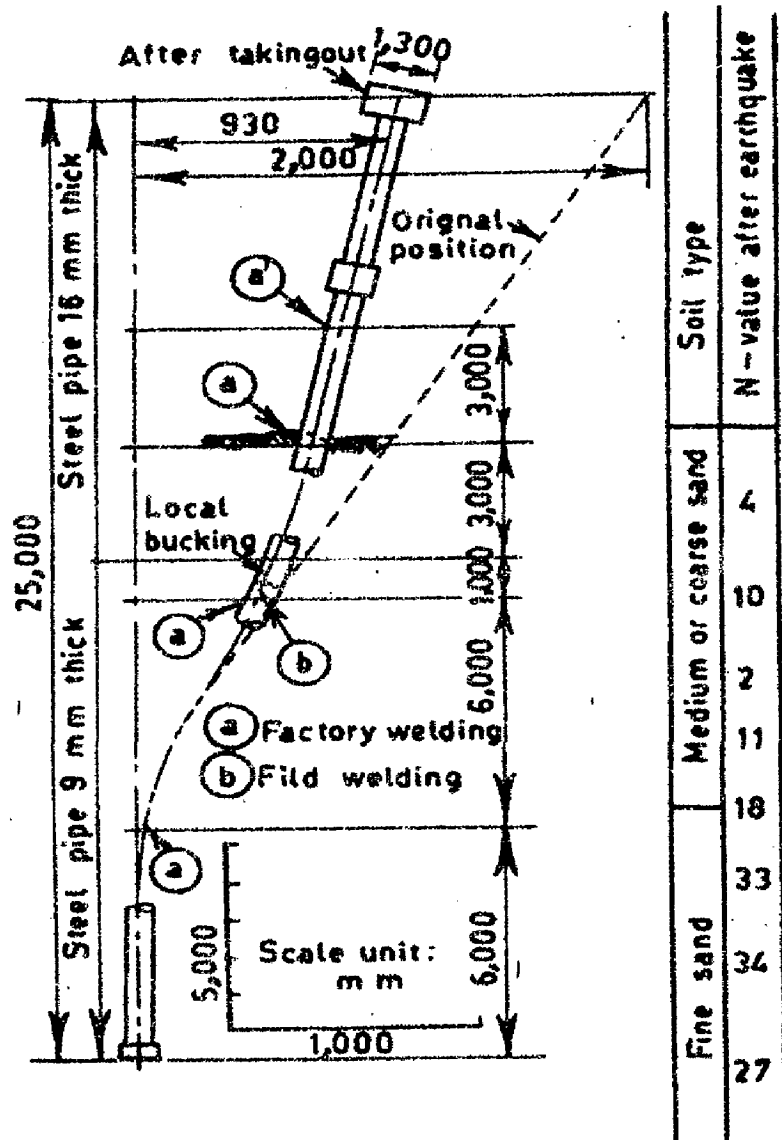 After takingout
1,300
930
2,000
Orignal
position
a'
a
3,000
3,000
1,000
6,000
6,000
25,000
Steel pipe 16 mm thick
Steel pipe 9 mm thick
Local
bucking
a
b
a Factory welding
b Fild welding
a
5,000
Scale unit:
mm
1,000
Soil type
N-value after earthquake
Medium or coarse sand
4
10
2
11
18
Fine sand
33
34
27